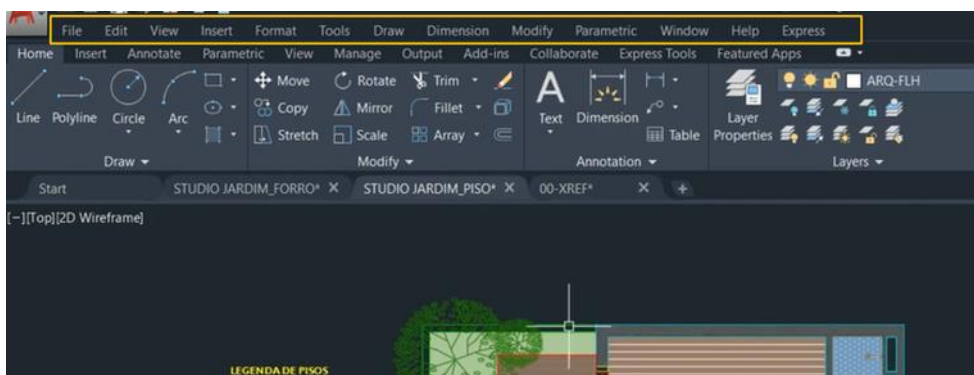 File Edit View Insert Format Tools Draw Dimension Modify Parametric Window Help Express
Home Insert Annotate Parametric View Manage Output Add-ins Collaborate Express Tools Featured Apps
Move Rotate Trim ARQ-FLH
Line Polyline Circle Arc Copy Mirror Fillet Text Dimension Layer Properties
Stretch Scale Array Table
Draw Modify Annotation Layers
Start STUDIO JARDIM_FORRO* STUDIO JARDIM_PISO* 00-XREF*
[-][Top][2D Wireframe]
LEGENDA DE PISOS